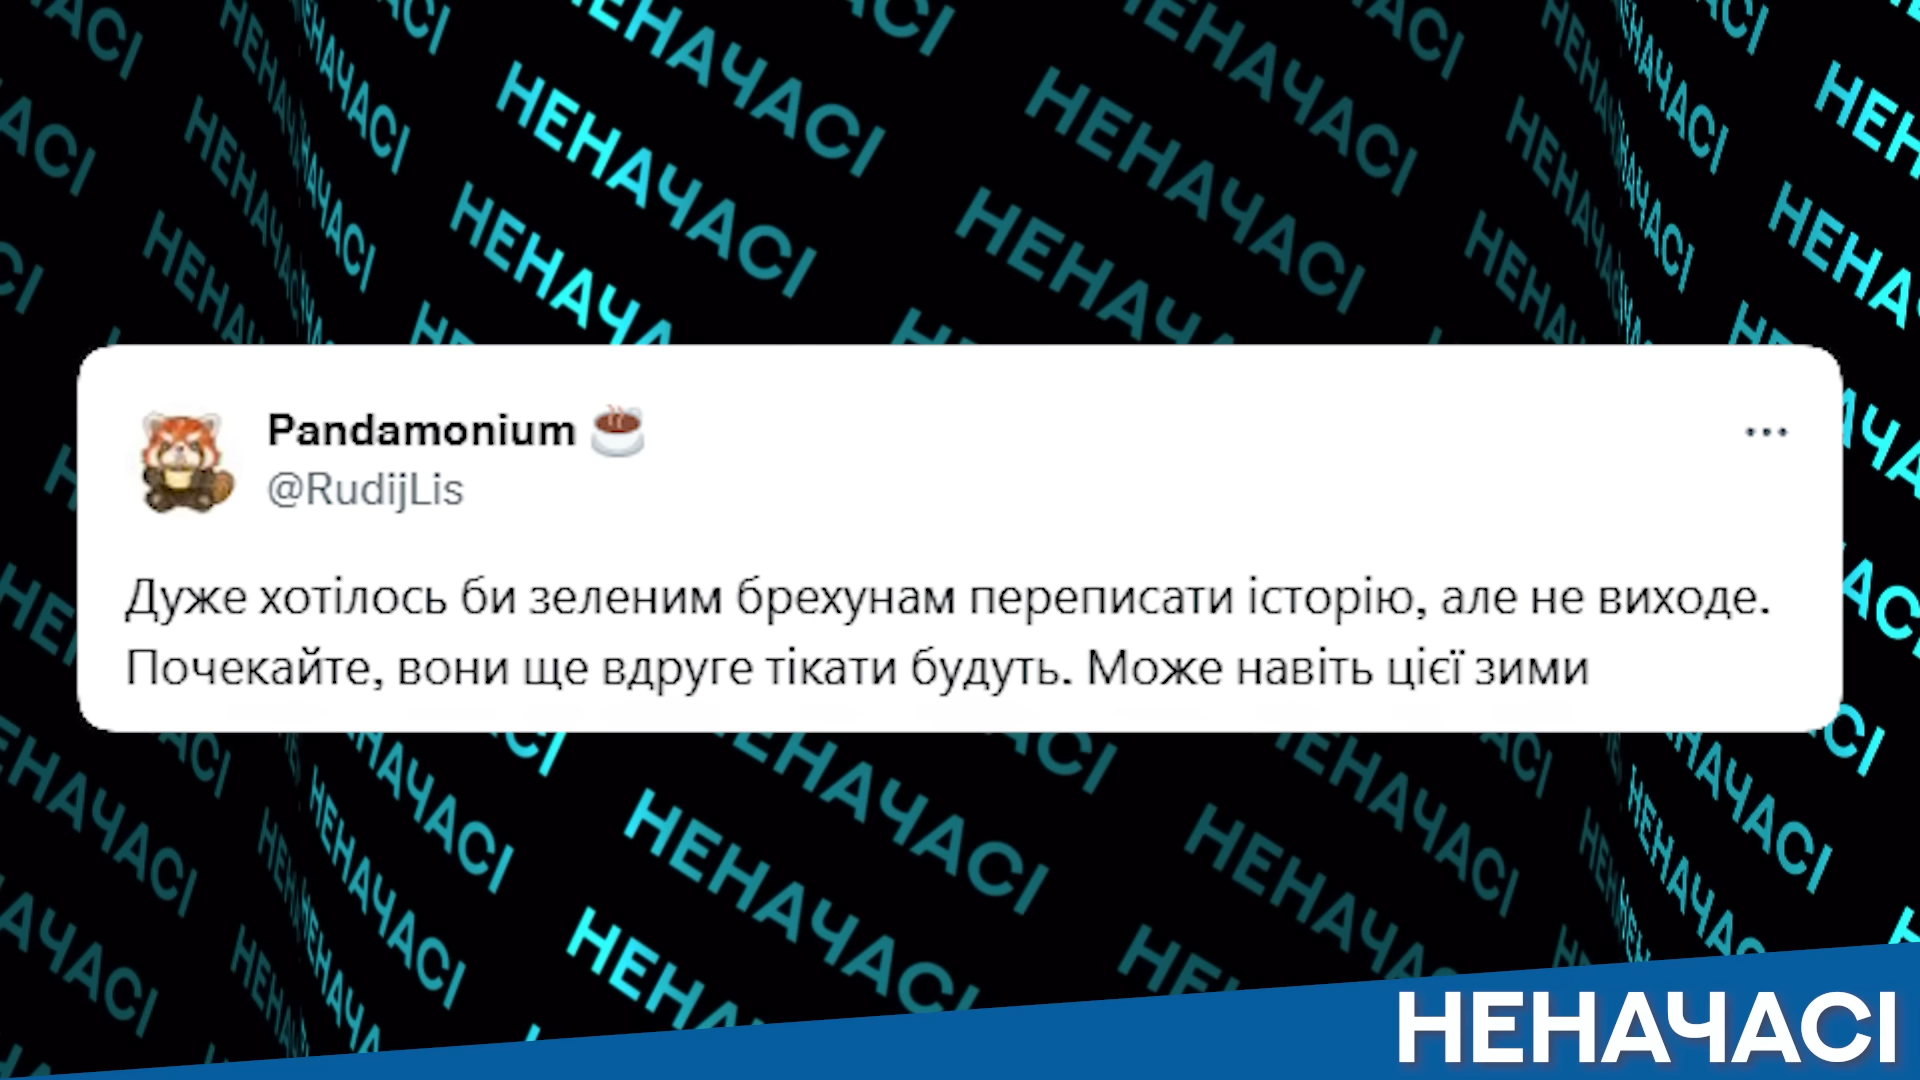 Pandamonium
@RudijLis
Дуже хотілось би зеленим брехунам переписати історію, але не виходе.
Почекайте, вони ще вдруге тікати будуть. Може навіть цієї зими
НЕНАЧАСІ